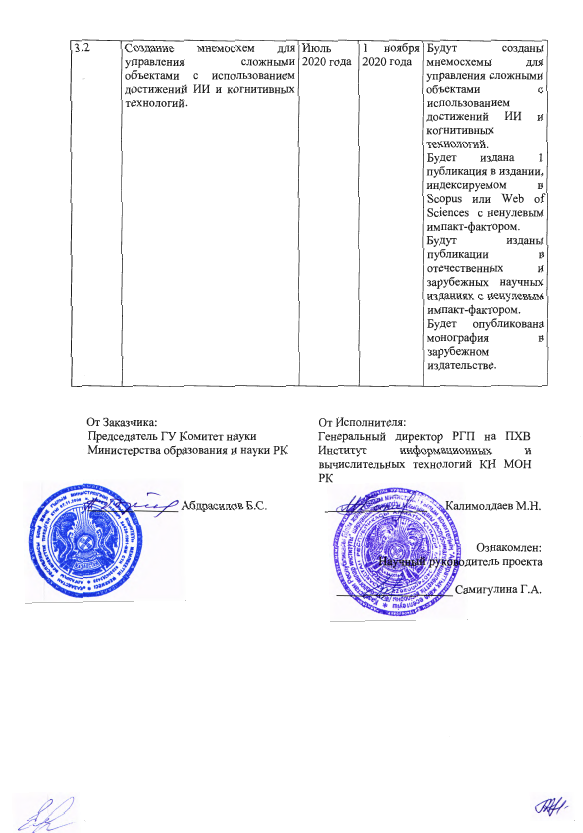 3.2
Создание мнемосхем для
управления сложными
объектами с использованием
достижений ИИ и когнитивных
технологий.
Июль
2020 года
1 ноября
2020 года
Будут созданы
мнемосхемы для
управления сложными
объектами с
использованием
достижений ИИ и
когнитивных
технологий.
Будет издана 1
публикация в издании,
индексируемом в
Scopus или Web of
Sciences с ненулевым
импакт-фактором.
Будут изданы
публикации в
отечественных и
зарубежных научных
изданиях с ненулевым
импакт-фактором.
Будет опубликована
монография в
зарубежном
издательстве.
От Заказчика:
Председатель ГУ Комитет науки
Министерства образования и науки РК
Абдрасилов Б.С.
От Исполнителя:
Генеральный директор РГП на ПХВ
Институт информационных и
вычислительных технологий КН МОН
РК
Калимолдаев М.Н.
Ознакомлен:
Научный руководитель проекта
Самигулина Г.А.